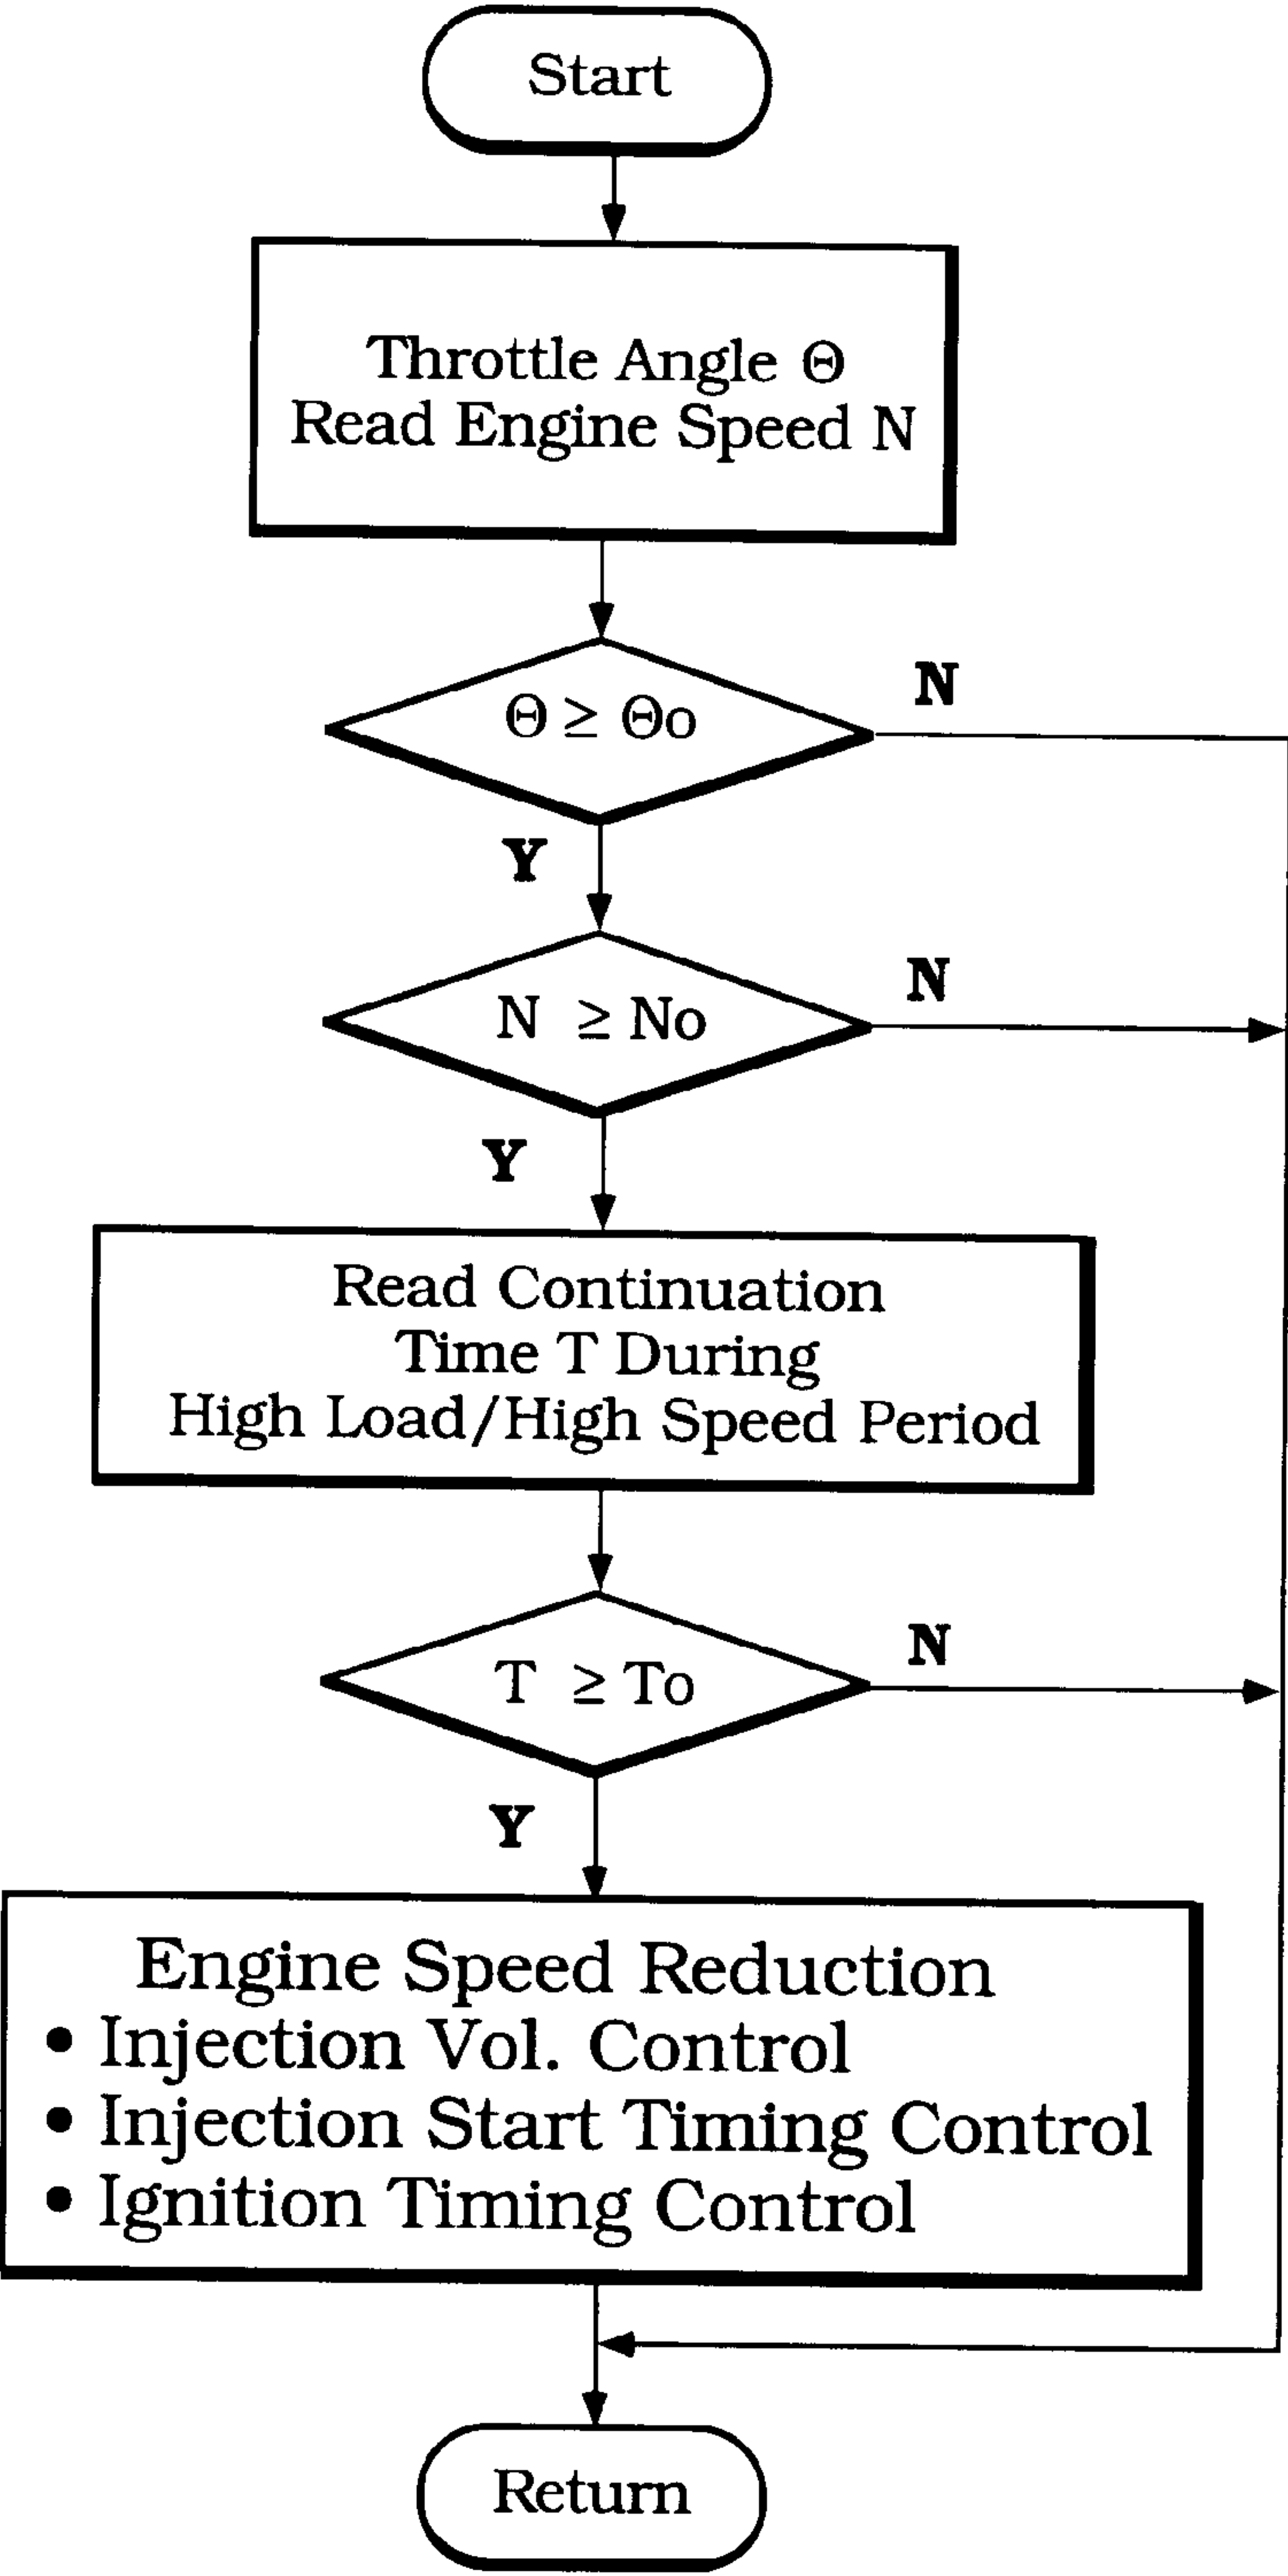 Start
Throttle Angle Θ
Read Engine Speed N
Θ ≥ Θo
N
Y
N ≥ No
N
Y
Read Continuation
Time T During
High Load/High Speed Period
T ≥ To
N
Y
Engine Speed Reduction
• Injection Vol. Control
• Injection Start Timing Control
• Ignition Timing Control
Return